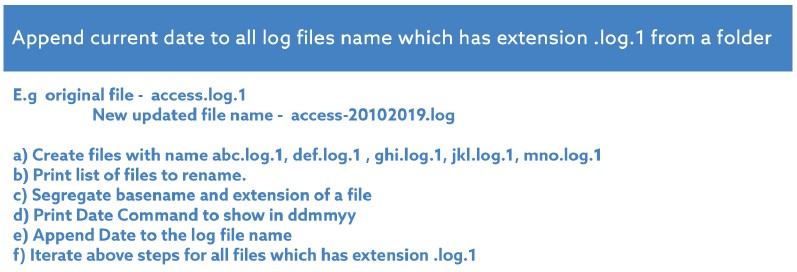 Append current date to all log files name which has extension .log.1 from a folder
E.g original file - access.log.1
New updated file name - access-20102019.log
a) Create files with name abc.log.1, def.log.1 , ghi.log.1, jkl.log.1, mno.log.1
b) Print list of files to rename.
c) Segregate basename and extension of a file
d) Print Date Command to show in ddmmyy
e) Append Date to the log file name
f) Iterate above steps for all files which has extension .log.1